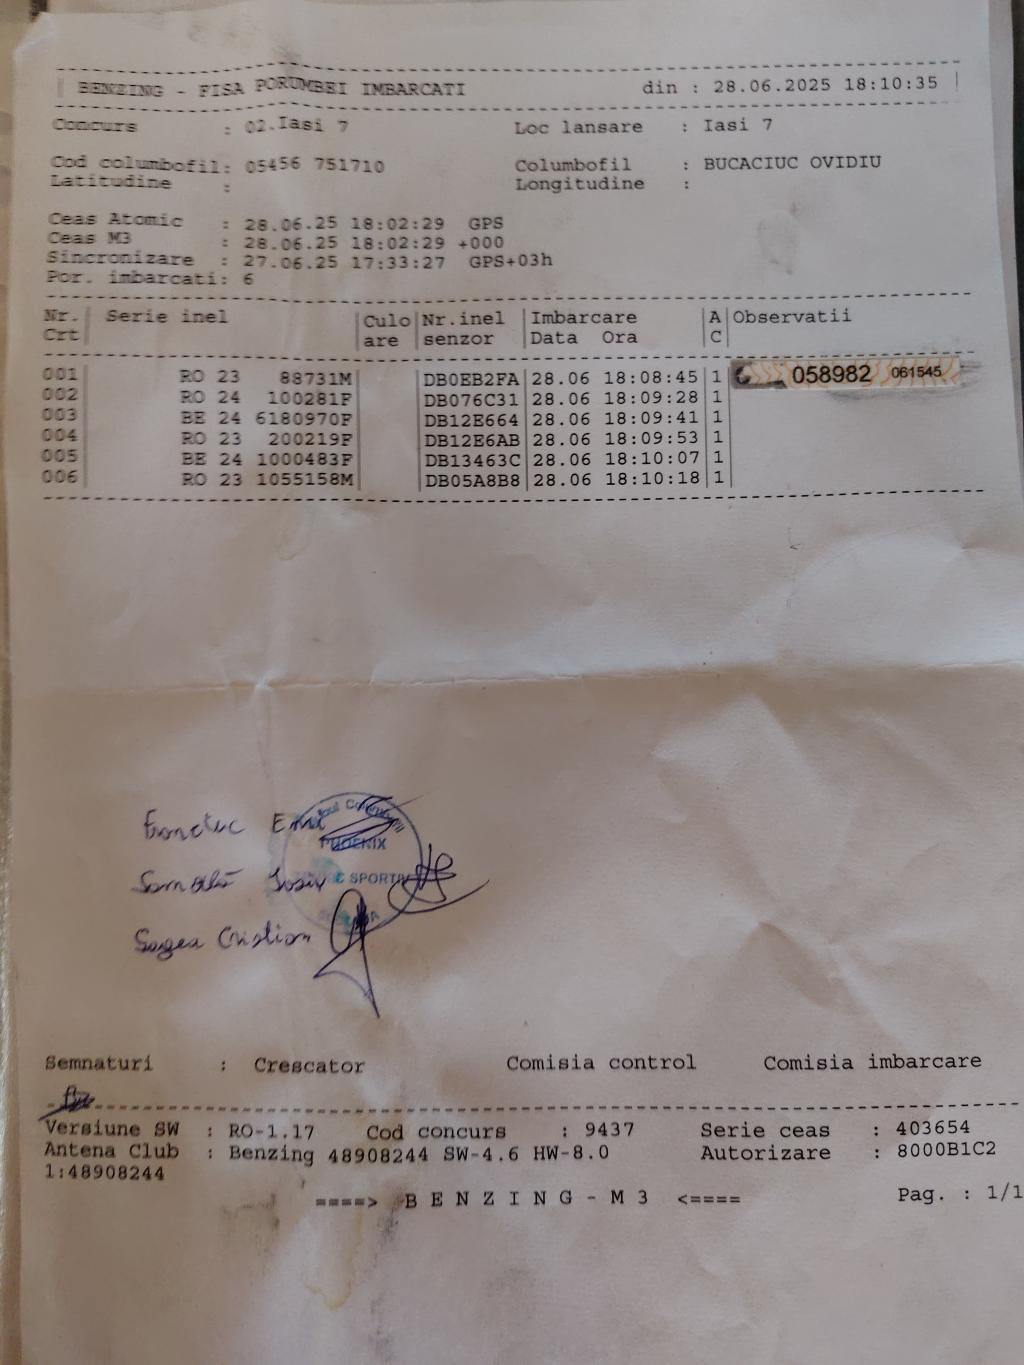 BENZING - FISA PORUMBEI IMBARCATI din : 28.06.2025 18:10:35
Concurs : 02.Iasi 7 Loc lansare : Iasi 7
Cod columbofil: 05456 751710 Columbofil : BUCACIUC OVIDIU
Latitudine : Longitudine :
Ceas Atomic : 28.06.25 18:02:29 GPS
Ceas M3 : 28.06.25 18:02:29 +000
Sincronizare : 27.06.25 17:33:27 GPS+03h
Por. imbarcati: 6
Nr. Serie inel Culo Nr.inel Imbarcare A Observatii
Crt are senzor Data Ora C
001 RO 23 88731M DB0EB2FA 28.06 18:08:45 1 058982 061545
002 RO 24 100281F DB076C31 28.06 18:09:28 1
003 BE 24 6180970F DB12E664 28.06 18:09:41 1
004 RO 23 200219F DB12E6AB 28.06 18:09:53 1
005 BE 24 1000483F DB13463C 28.06 18:10:07 1
006 RO 23 1055158M DB05A8B8 28.06 18:10:18 1
Emil
PHOENIX
SPORTIV
Cristian
Semnaturi : Crescator Comisia control Comisia imbarcare
Versiune SW : RO-1.17 Cod concurs : 9437 Serie ceas : 403654
Antena Club : Benzing 48908244 SW-4.6 HW-8.0 Autorizare : 8000B1C2
1:48908244
====> B E N Z I N G - M 3 <==== Pag. : 1/1